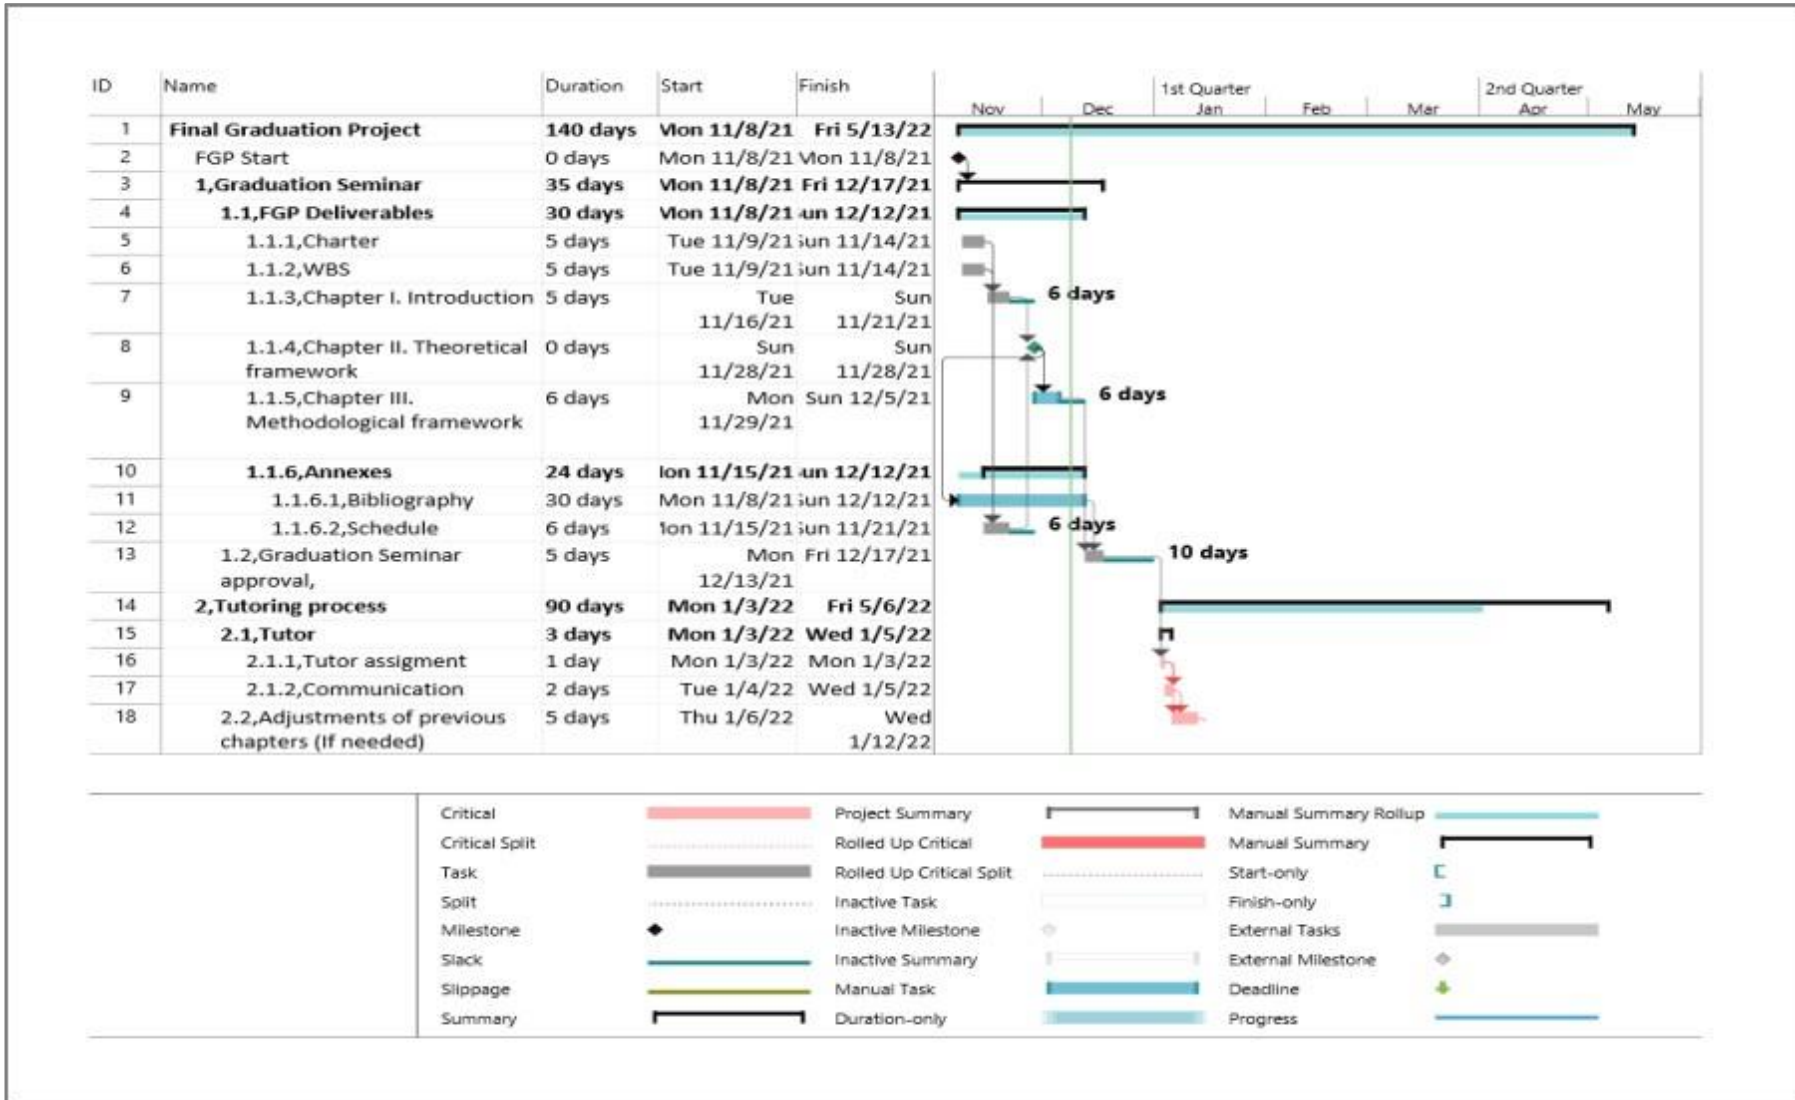 ID Name Duration Start Finish 1st Quarter 2nd Quarter
Nov Dec Jan Feb Mar Apr May
1 Final Graduation Project 140 days Mon 11/8/21 Fri 5/13/22
2 FGP Start 0 days Mon 11/8/21 Mon 11/8/21
3 1,Graduation Seminar 35 days Mon 11/8/21 Fri 12/17/21
4 1.1,FGP Deliverables 30 days Mon 11/8/21 un 12/12/21
5 1.1.1,Charter 5 days Tue 11/9/21 Sun 11/14/21
6 1.1.2,WBS 5 days Tue 11/9/21 Sun 11/14/21
7 1.1.3,Chapter I. Introduction 5 days Tue Sun 6 days
11/16/21 11/21/21
8 1.1.4,Chapter II. Theoretical 0 days Sun Sun
framework 11/28/21 11/28/21
9 1.1.5,Chapter III. 6 days Mon Sun 12/5/21 6 days
Methodological framework 11/29/21
10 1.1.6,Annexes 24 days lon 11/15/21 un 12/12/21
11 1.1.6.1,Bibliography 30 days Mon 11/8/21 Sun 12/12/21
12 1.1.6.2,Schedule 6 days lon 11/15/21 Sun 11/21/21 6 days
13 1.2,Graduation Seminar 5 days Mon Fri 12/17/21 10 days
approval, 12/13/21
14 2,Tutoring process 90 days Mon 1/3/22 Fri 5/6/22
15 2.1,Tutor 3 days Mon 1/3/22 Wed 1/5/22
16 2.1.1,Tutor assigment 1 day Mon 1/3/22 Mon 1/3/22
17 2.1.2,Communication 2 days Tue 1/4/22 Wed 1/5/22
18 2.2,Adjustments of previous 5 days Thu 1/6/22 Wed
chapters (If needed) 1/12/22
Critical Project Summary Manual Summary Rollup
Critical Split Rolled Up Critical Manual Summary
Task Rolled Up Critical Split Start-only
Split Inactive Task Finish-only
Milestone Inactive Milestone External Tasks
Slack Inactive Summary External Milestone
Slippage Manual Task Deadline
Summary Duration-only Progress